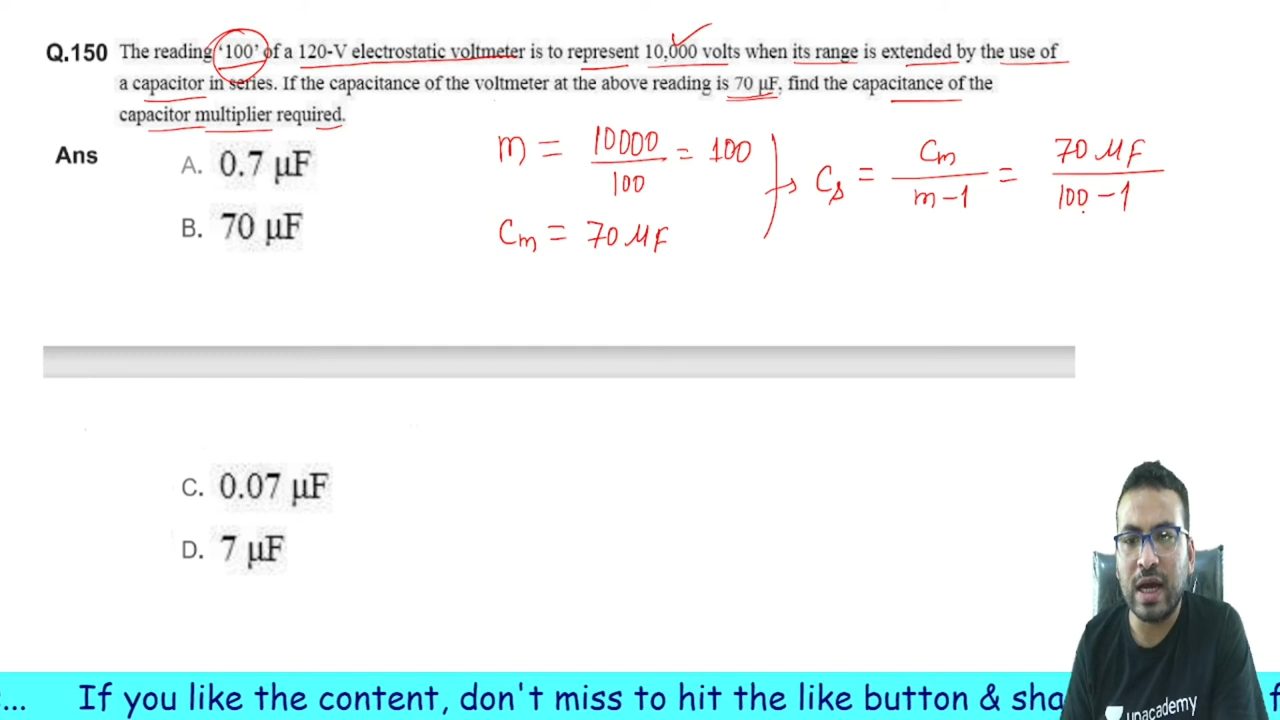 Q.150 The reading '100' of a 120-V electrostatic voltmeter is to represent 10,000 volts when its range is extended by the use of
a capacitor in series. If the capacitance of the voltmeter at the above reading is 70 μF, find the capacitance of the
capacitor multiplier required.
Ans
A. 0.7 μF
B. 70 μF
m = 10000 / 100 = 100
Cm = 70 μF
Cs = Cm / m-1 = 70 μF / 100-1
C. 0.07 μF
D. 7 μF
If you like the content, don't miss to hit the like button & sha
unacademy